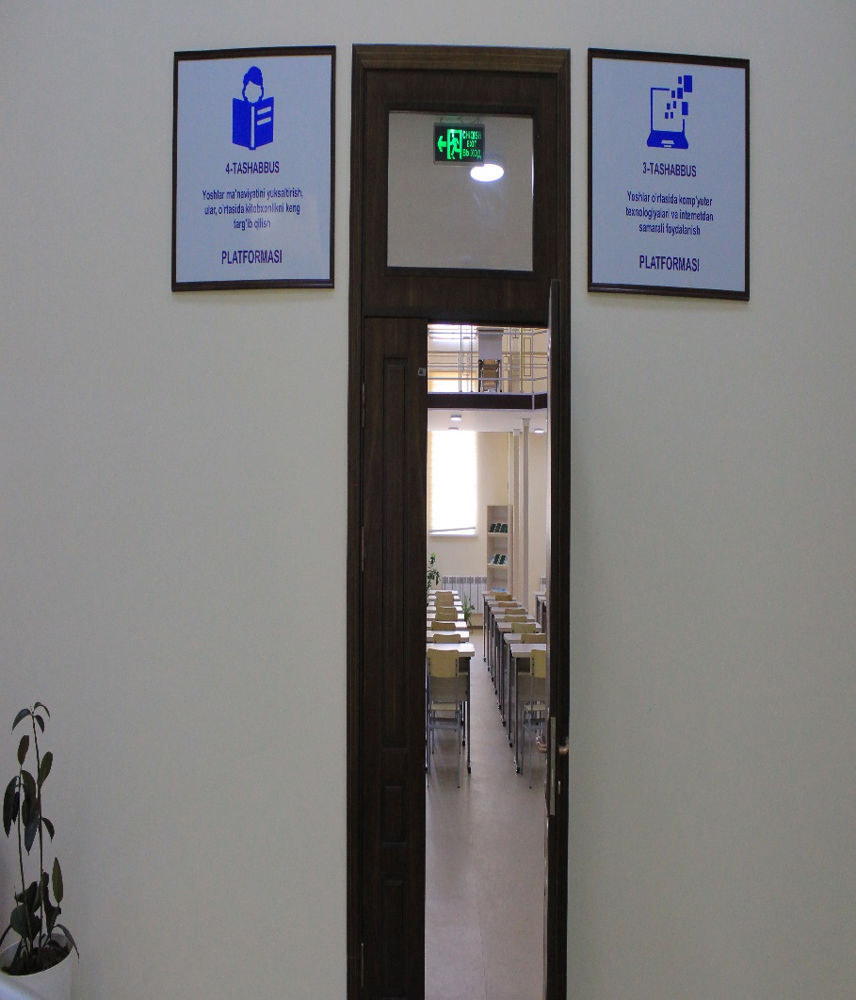 4-TASHABBUS
Yoshlar ma'naviyatini yuksaltirish,
ular, o'rtasida kitobxonlikni keng
targ'ib qilish
PLATFORMASI
CHIQISH
EXIT
ВЫХОД
3-TASHABBUS
Yoshlar o'rtasida komp'yuter
texnologiyalari va internetdan
samarali foydalanish
PLATFORMASI